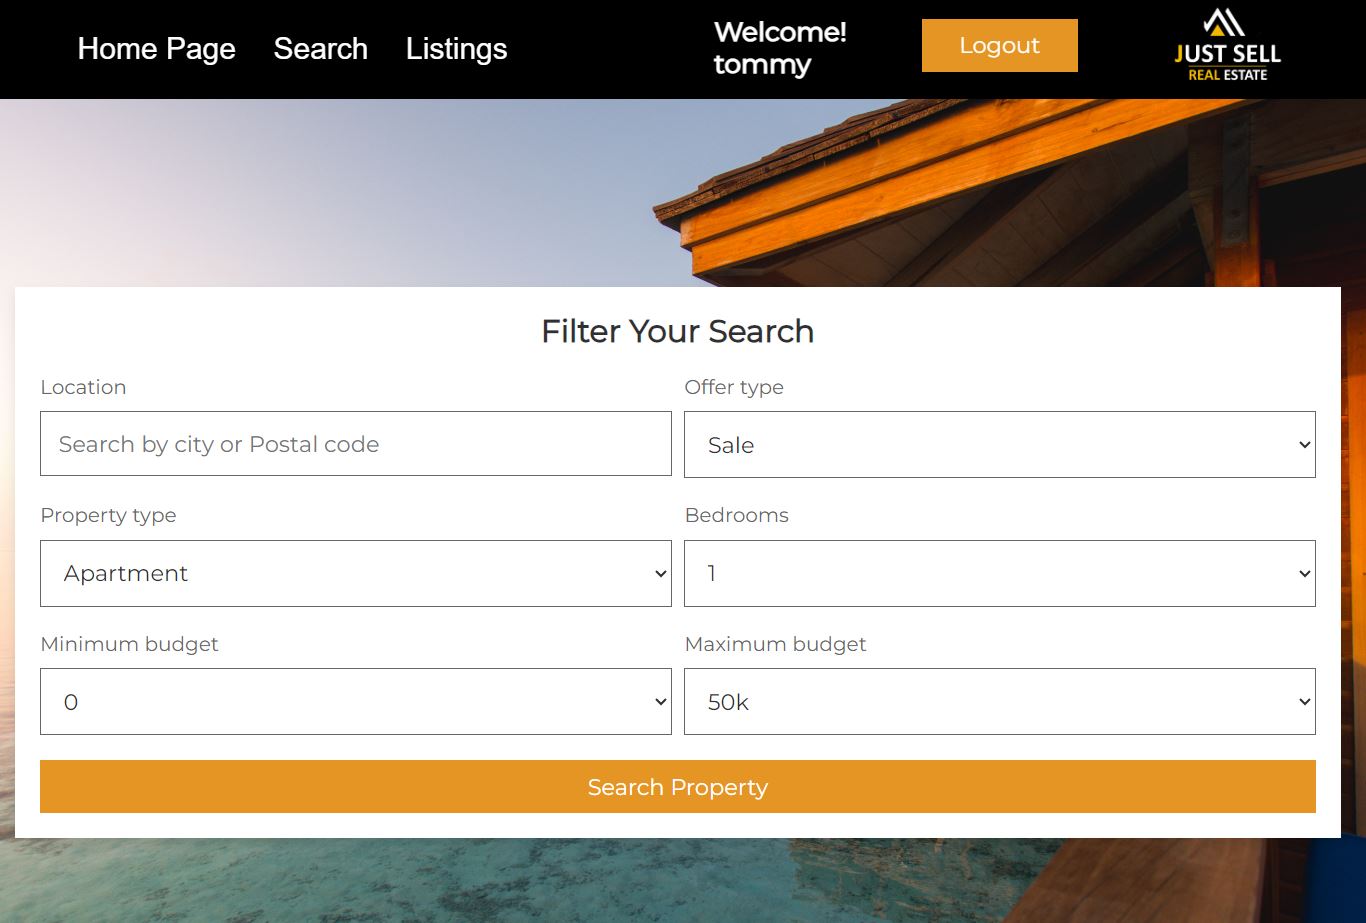 Home Page
Search
Listings
Welcome!
tommy
Logout
JUST SELL
REAL ESTATE
Filter Your Search
Location
Offer type
Search by city or Postal code
Sale
Property type
Bedrooms
Apartment
1
Minimum budget
Maximum budget
0
50k
Search Property